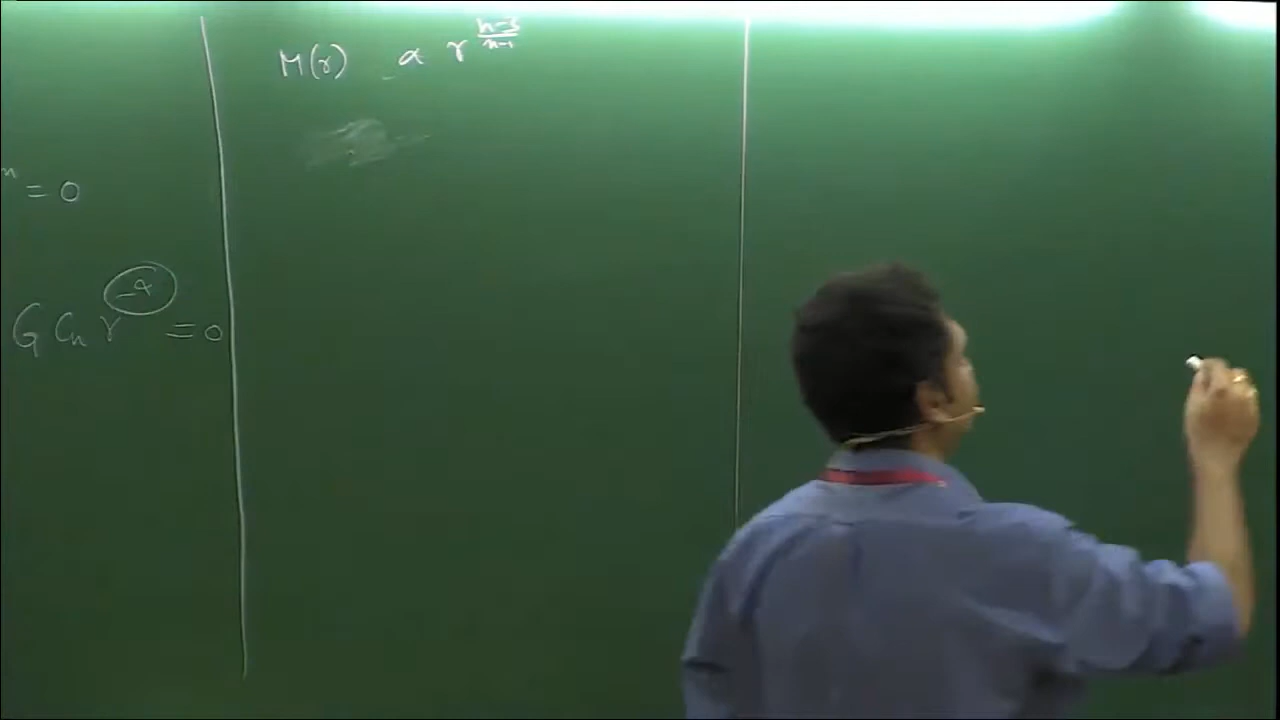 n = 0
G Cn r^-α = 0
M(r) ∝ r^(n-3)/(n-1)